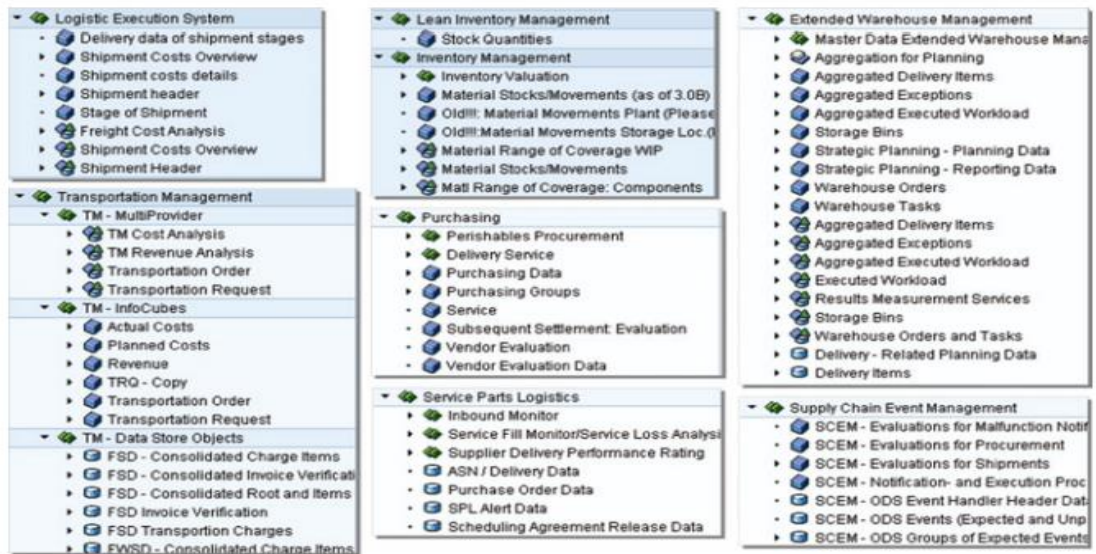 Logistic Execution System
Delivery data of shipment stages
Shipment Costs Overview
Shipment costs details
Shipment header
Stage of Shipment
Freight Cost Analysis
Shipment Costs Overview
Shipment Header
Transportation Management
TM - MultiProvider
TM Cost Analysis
TM Revenue Analysis
Transportation Order
Transportation Request
TM - InfoCubes
Actual Costs
Planned Costs
Revenue
TRQ - Copy
Transportation Order
Transportation Request
TM - Data Store Objects
FSD - Consolidated Charge Items
FSD - Consolidated Invoice Verificati
FSD - Consolidated Root and Items
FSD Invoice Verification
FSD Transportion Charges
FWSD - Consolidated Charge Items
Lean Inventory Management
Stock Quantities
Inventory Management
Inventory Valuation
Material Stocks/Movements (as of 3.0B)
Old!!!: Material Movements Plant (Please
Old!!!:Material Movements Storage Loc.(
Material Range of Coverage WIP
Material Stocks/Movements
Matl Range of Coverage: Components
Purchasing
Perishables Procurement
Delivery Service
Purchasing Data
Purchasing Groups
Service
Subsequent Settlement: Evaluation
Vendor Evaluation
Vendor Evaluation Data
Service Parts Logistics
Inbound Monitor
Service Fill Monitor/Service Loss Analysi
Supplier Delivery Performance Rating
ASN / Delivery Data
Purchase Order Data
SPL Alert Data
Scheduling Agreement Release Data
Extended Warehouse Management
Master Data Extended Warehouse Mana
Aggregation for Planning
Aggregated Delivery Items
Aggregated Exceptions
Aggregated Executed Workload
Storage Bins
Strategic Planning - Planning Data
Strategic Planning - Reporting Data
Warehouse Orders
Warehouse Tasks
Aggregated Delivery Items
Aggregated Exceptions
Aggregated Executed Workload
Executed Workload
Results Measurement Services
Storage Bins
Warehouse Orders and Tasks
Delivery - Related Planning Data
Delivery Items
Supply Chain Event Management
SCEM - Evaluations for Malfunction Notif
SCEM - Evaluations for Procurement
SCEM - Evaluations for Shipments
SCEM - Notification- and Execution Proc
SCEM - ODS Event Handler Header Data
SCEM - ODS Events (Expected and Unp
SCEM - ODS Groups of Expected Events